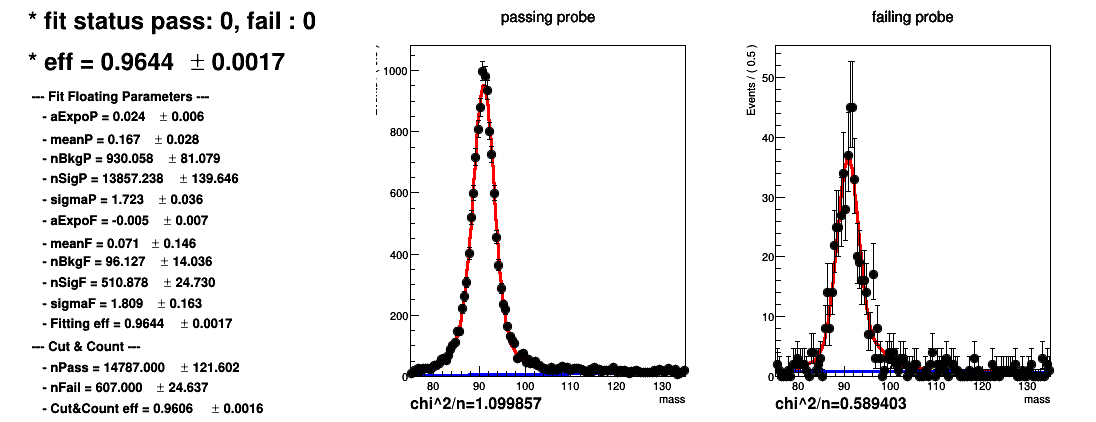 * fit status pass: 0, fail : 0
* eff = 0.9644 ± 0.0017
--- Fit Floating Parameters ---
- aExpoP = 0.024 ± 0.006
- meanP = 0.167 ± 0.028
- nBkgP = 930.058 ± 81.079
- nSigP = 13857.238 ± 139.646
- sigmaP = 1.723 ± 0.036
- aExpoF = -0.005 ± 0.007
- meanF = 0.071 ± 0.146
- nBkgF = 96.127 ± 14.036
- nSigF = 510.878 ± 24.730
- sigmaF = 1.809 ± 0.163
- Fitting eff = 0.9644 ± 0.0017
--- Cut & Count ---
- nPass = 14787.000 ± 121.602
- nFail = 607.000 ± 24.637
- Cut&Count eff = 0.9606 ± 0.0016
passing probe
1000
800
600
400
200
0
80 90 100 110 120 130
mass
chi^2/n=1.099857
failing probe
Events / ( 0.5 )
50
40
30
20
10
0
80 90 100 110 120 130
mass
chi^2/n=0.589403